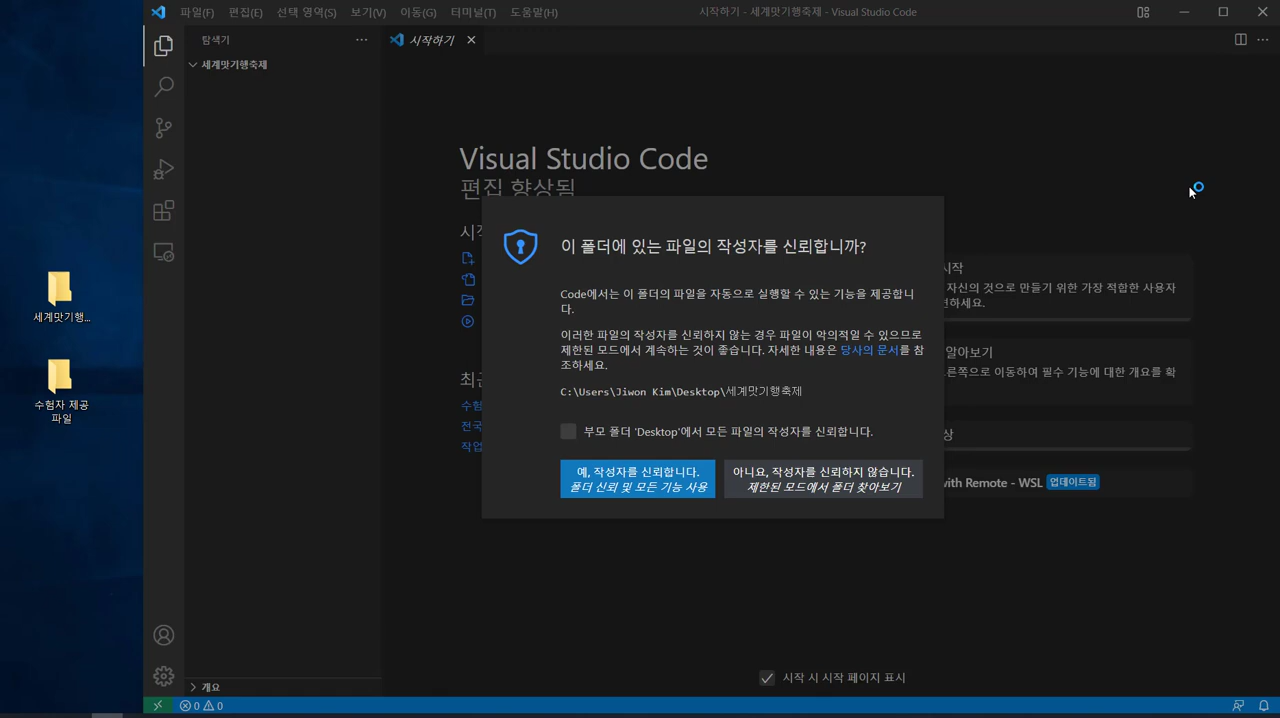 파일(F) 편집(E) 선택 영역(S) 보기(V) 이동(G) 터미널(T) 도움말(H) 시작하기 - 세계맛기행축제 - Visual Studio Code
탐색기
시작하기
세계맛기행축제
Visual Studio Code
편집 향상됨
이 폴더에 있는 파일의 작성자를 신뢰합니까?
Code에서는 이 폴더의 파일을 자동으로 실행할 수 있는 기능을 제공합니
다.
이러한 파일의 작성자를 신뢰하지 않는 경우 파일이 악의적일 수 있으므로
제한된 모드에서 계속하는 것이 좋습니다. 자세한 내용은 당사의 문서를 참
조하세요.
C:\Users\Jiwon Kim\Desktop\세계맛기행축제
부모 폴더 'Desktop'에서 모든 파일의 작성자를 신뢰합니다.
예, 작성자를 신뢰합니다.
폴더 신뢰 및 모든 기능 사용
아니요, 작성자를 신뢰하지 않습니다.
제한된 모드에서 폴더 찾아보기
시작
자신의 것으로 만들기 위한 가장 적합한 사용자
하세요.
알아보기
른쪽으로 이동하여 필수 기능에 대한 개요를 확
상
with Remote - WSL 업데이트됨
최근
수험
전국
작업
세계맛기행...
수험자 제공
파일
시작 시 시작 페이지 표시
개요
0 0